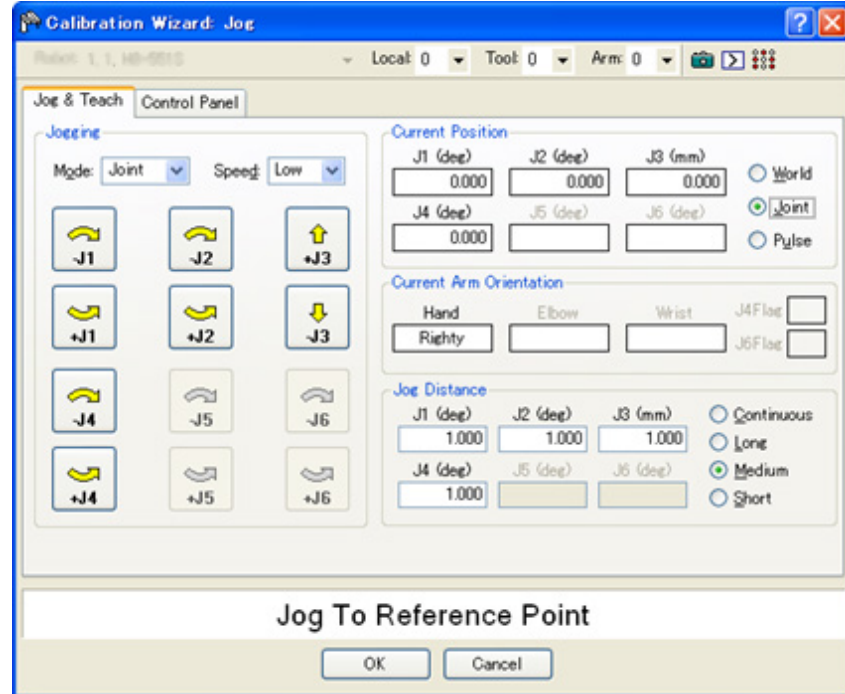 Calibration Wizard: Jog
Local: 0 Tool: 0 Arm: 0
Jog & Teach Control Panel
Jogging
Mode: Joint Speed: Low
-J1 -J2 +J3
+J1 +J2 -J3
-J4 -J5 -J6
+J4 +J5 +J6
Current Position
J1 (deg) J2 (deg) J3 (mm)
0.000 0.000 0.000
J4 (deg) J5 (deg) J6 (deg)
0.000
World
Joint
Pulse
Current Arm Orientation
Hand Elbow Wrist J4Flag
Righty J6Flag
Jog Distance
J1 (deg) J2 (deg) J3 (mm)
1.000 1.000 1.000
J4 (deg) J5 (deg) J6 (deg)
1.000
Continuous
Long
Medium
Short
Jog To Reference Point
OK Cancel